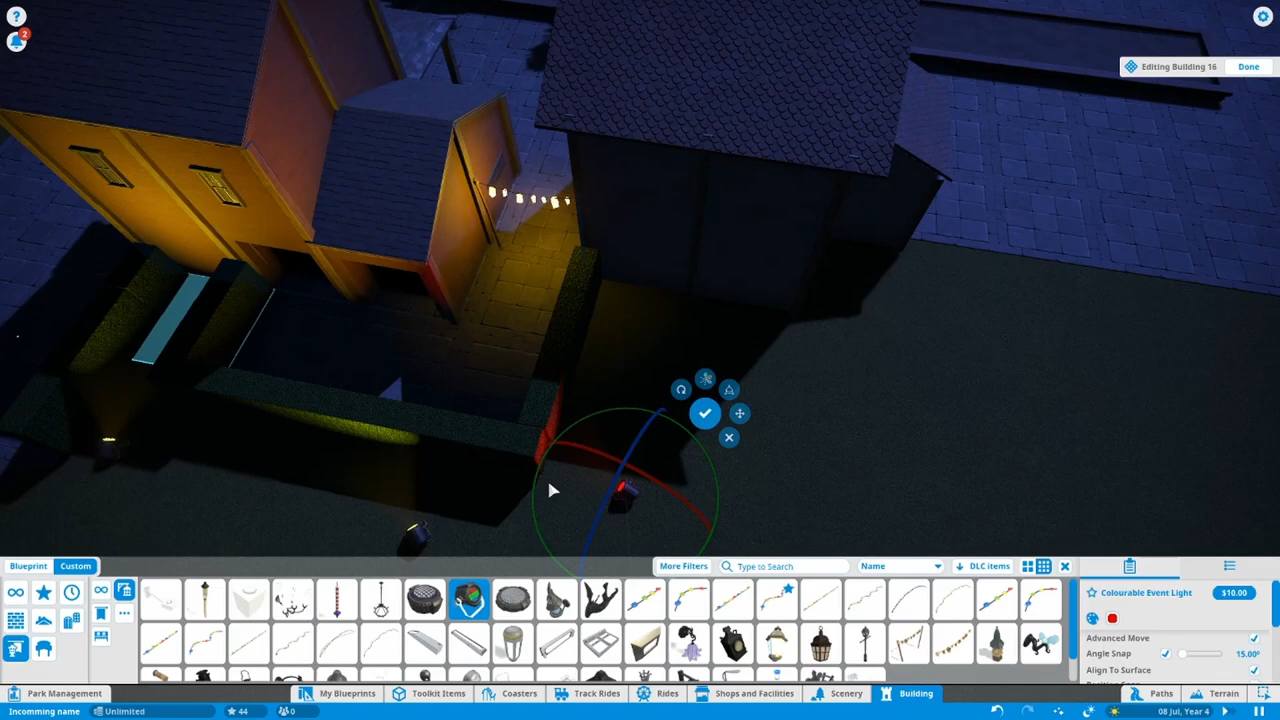 ?
2
Editing Building 16 Done
Blueprint Custom More Filters Type to Search Name DLC items
Colourable Event Light $10.00
Advanced Move
Angle Snap 15.00°
Align To Surface
Park Management My Blueprints Toolkit Items Coasters Track Rides Rides Shops and Facilities Scenery Building Paths Terrain
Incoming name Unlimited 44 0 08 Jul, Year 4